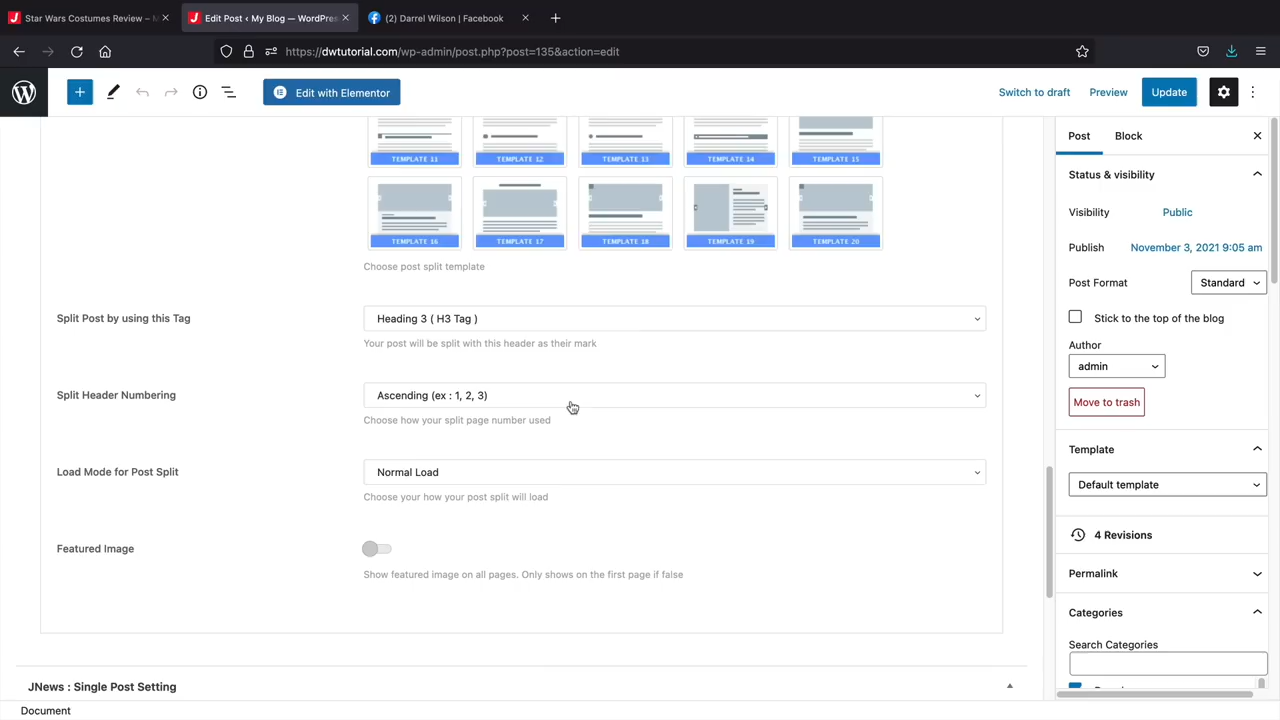 Star Wars Costumes Review –
Edit Post ‹ My Blog — WordPres
(2) Darrel Wilson | Facebook
https://dwtutorial.com/wp-admin/post.php?post=135&action=edit
Edit with Elementor
Switch to draft
Preview
Update
TEMPLATE 11
TEMPLATE 12
TEMPLATE 13
TEMPLATE 14
TEMPLATE 15
TEMPLATE 16
TEMPLATE 17
TEMPLATE 18
TEMPLATE 19
TEMPLATE 20
Choose post split template
Split Post by using this Tag
Heading 3 ( H3 Tag )
Your post will be split with this header as their mark
Split Header Numbering
Ascending (ex : 1, 2, 3)
Choose how your split page number used
Load Mode for Post Split
Normal Load
Choose your how your post split will load
Featured Image
Show featured image on all pages. Only shows on the first page if false
JNews : Single Post Setting
Document
Post
Block
Status & visibility
Visibility
Public
Publish
November 3, 2021 9:05 am
Post Format
Standard
Stick to the top of the blog
Author
admin
Move to trash
Template
Default template
4 Revisions
Permalink
Categories
Search Categories